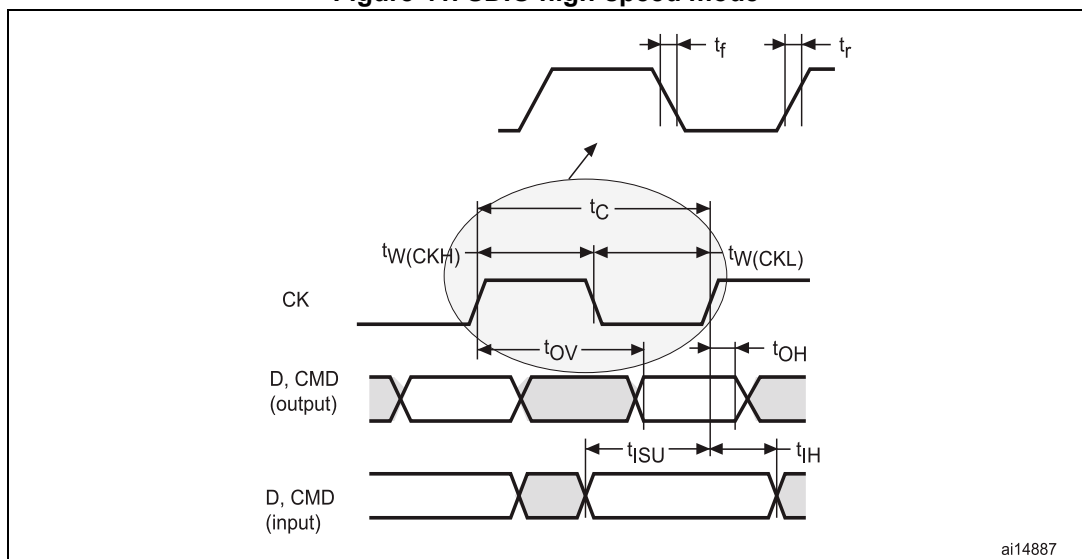 Figure SDIO high-speed mode
tf
tr
tC
tW(CKH)
tW(CKL)
CK
tOV
tOH
D, CMD
(output)
tISU
tIH
D, CMD
(input)
ai14887